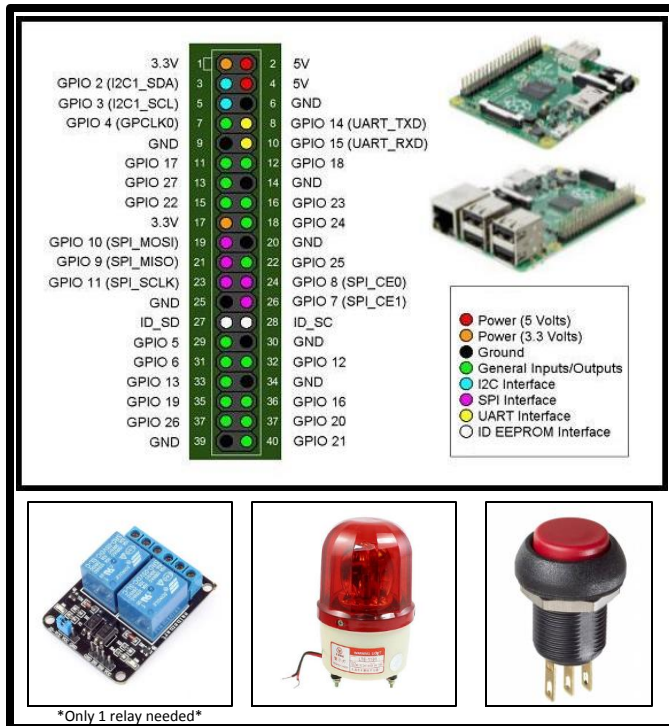 3.3V 1 2 5V
GPIO 2 (I2C1_SDA) 3 4 5V
GPIO 3 (I2C1_SCL) 5 6 GND
GPIO 4 (GPCLK0) 7 8 GPIO 14 (UART_TXD)
GND 9 10 GPIO 15 (UART_RXD)
GPIO 17 11 12 GPIO 18
GPIO 27 13 14 GND
GPIO 22 15 16 GPIO 23
3.3V 17 18 GPIO 24
GPIO 10 (SPI_MOSI) 19 20 GND
GPIO 9 (SPI_MISO) 21 22 GPIO 25
GPIO 11 (SPI_SCLK) 23 24 GPIO 8 (SPI_CE0)
GND 25 26 GPIO 7 (SPI_CE1)
ID_SD 27 28 ID_SC
GPIO 5 29 30 GND
GPIO 6 31 32 GPIO 12
GPIO 13 33 34 GND
GPIO 19 35 36 GPIO 16
GPIO 26 37 37 GPIO 20
GND 39 40 GPIO 21
Power (5 Volts)
Power (3.3 Volts)
Ground
General Inputs/Outputs
I2C Interface
SPI Interface
UART Interface
ID EEPROM Interface
*Only 1 relay needed*